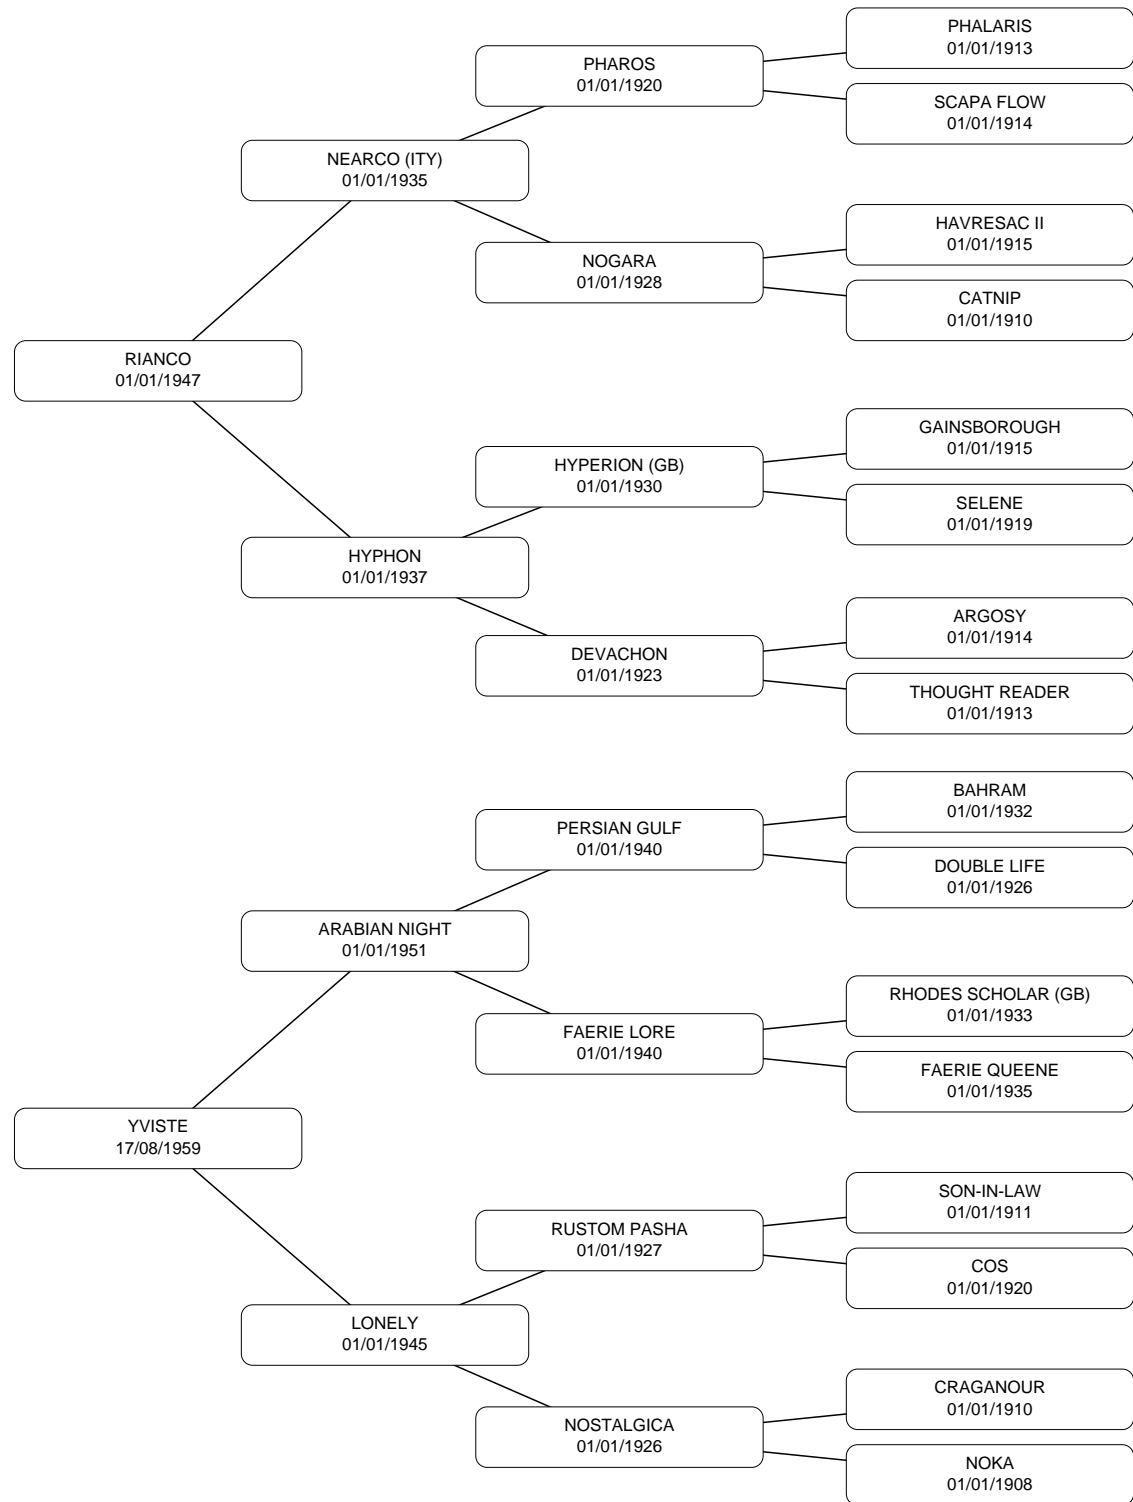 PHALARIS
01/01/1913
PHAROS
01/01/1920
SCAPA FLOW
01/01/1914
NEARCO (ITY)
01/01/1935
HAVRESAC II
01/01/1915
NOGARA
01/01/1928
CATNIP
01/01/1910
RIANCO
01/01/1947
GAINSBOROUGH
01/01/1915
HYPERION (GB)
01/01/1930
SELENE
01/01/1919
HYPHON
01/01/1937
ARGOSY
01/01/1914
DEVACHON
01/01/1923
THOUGHT READER
01/01/1913
BAHRAM
01/01/1932
PERSIAN GULF
01/01/1940
DOUBLE LIFE
01/01/1926
ARABIAN NIGHT
01/01/1951
RHODES SCHOLAR (GB)
01/01/1933
FAERIE LORE
01/01/1940
FAERIE QUEENE
01/01/1935
YVISTE
17/08/1959
SON-IN-LAW
01/01/1911
RUSTOM PASHA
01/01/1927
COS
01/01/1920
LONELY
01/01/1945
CRAGANOUR
01/01/1910
NOSTALGICA
01/01/1926
NOKA
01/01/1908